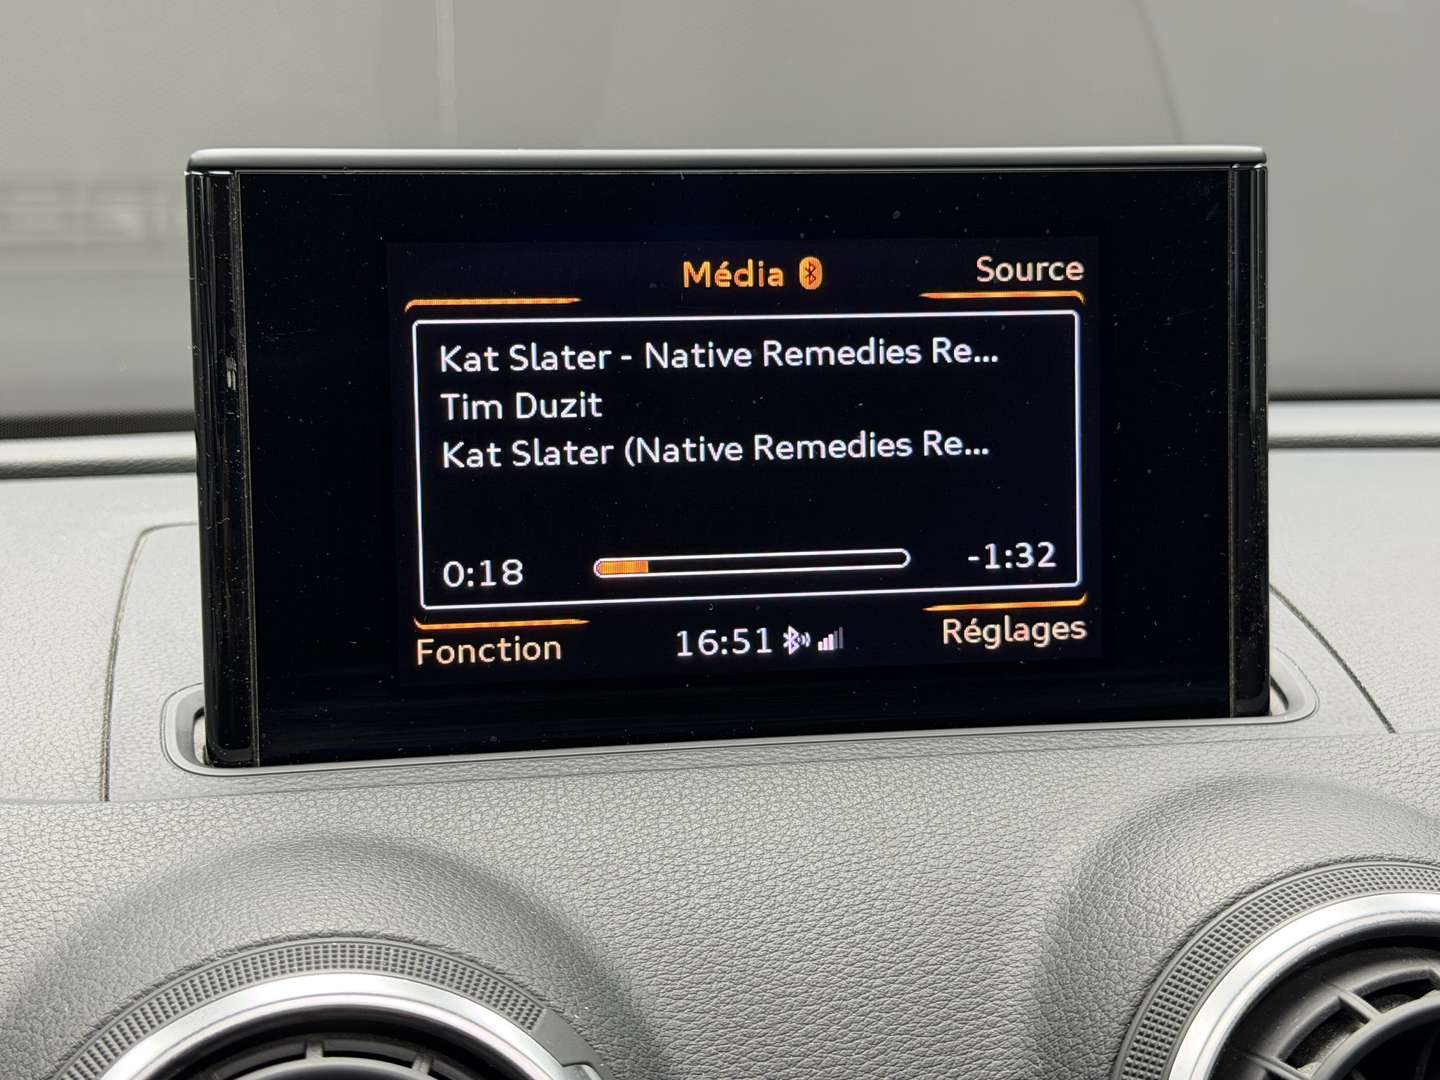 Média
Source
Kat Slater - Native Remedies Re...
Tim Duzit
Kat Slater (Native Remedies Re...
0:18
-1:32
Fonction
16:51
Réglages